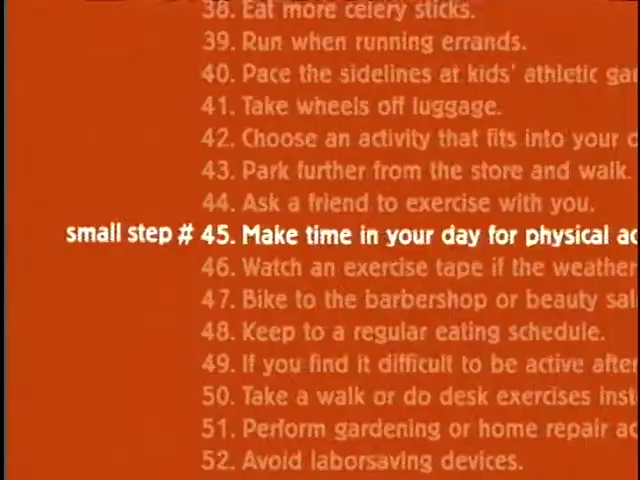 38. Eat more celery sticks.
39. Run when running errands.
40. Pace the sidelines at kids' athletic
41. Take wheels off luggage.
42. Choose an activity that fits into your
43. Park further from the store and walk.
44. Ask a friend to exercise with you.
small step # 45. Make time in your day for physical
46. Watch an exercise tape if the weather
47. Bike to the barbershop or beauty
48. Keep to a regular eating schedule.
49. If you find it difficult to be active after
50. Take a walk or do desk exercises
51. Perform gardening or home repair
52. Avoid laborsaving devices.